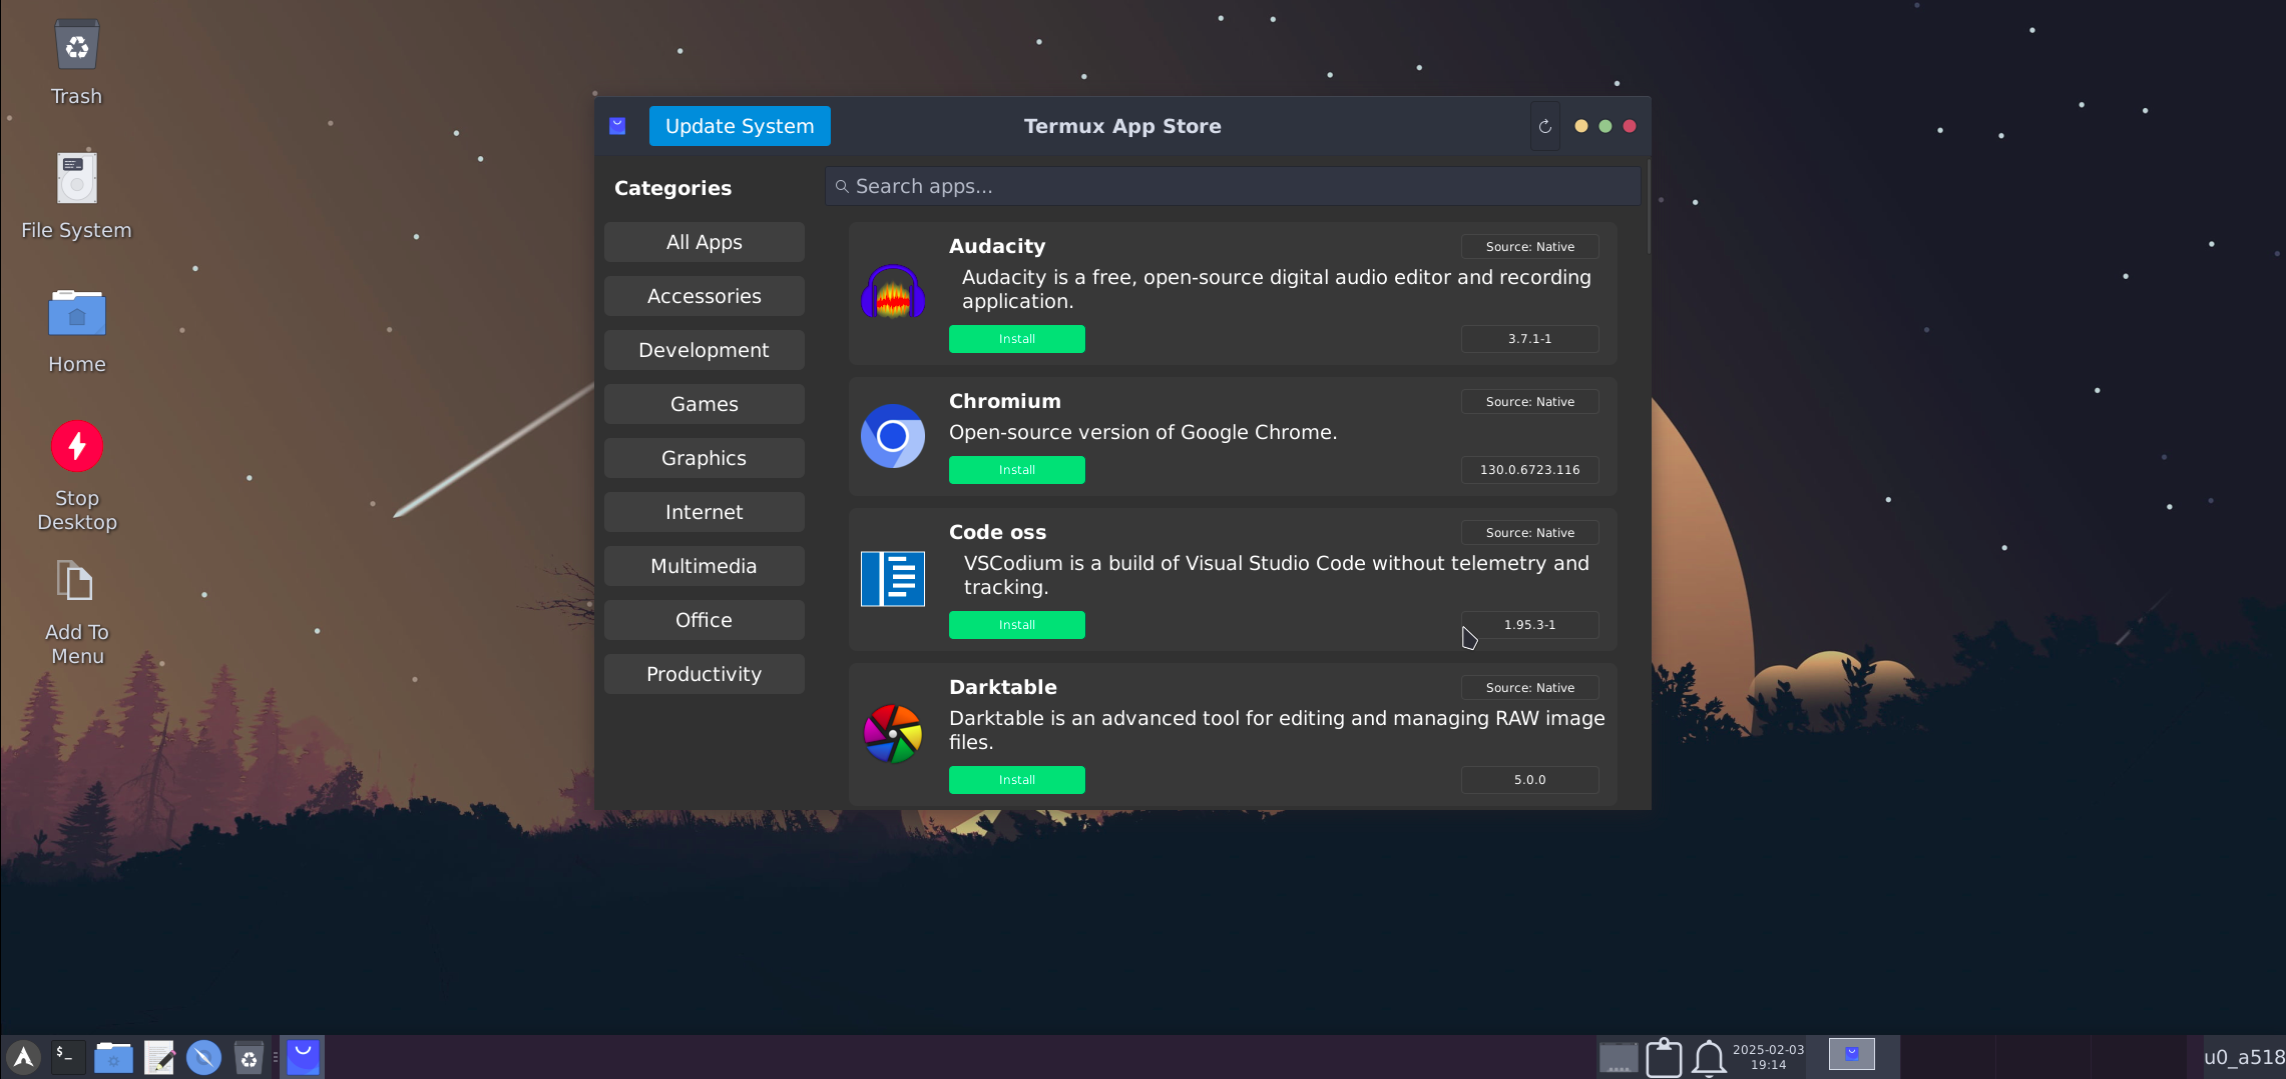 Trash
File System
Home
Stop
Desktop
Add To
Menu
Update System
Termux App Store
Categories
All Apps
Accessories
Development
Games
Graphics
Internet
Multimedia
Office
Productivity
Search apps...
Audacity
Source: Native
Audacity is a free, open-source digital audio editor and recording
application.
Install
3.7.1-1
Chromium
Source: Native
Open-source version of Google Chrome.
Install
130.0.6723.116
Code oss
Source: Native
VSCodium is a build of Visual Studio Code without telemetry and
tracking.
Install
1.95.3-1
Darktable
Source: Native
Darktable is an advanced tool for editing and managing RAW image
files.
Install
5.0.0
$_
2025-02-03
19:14
u0_a518